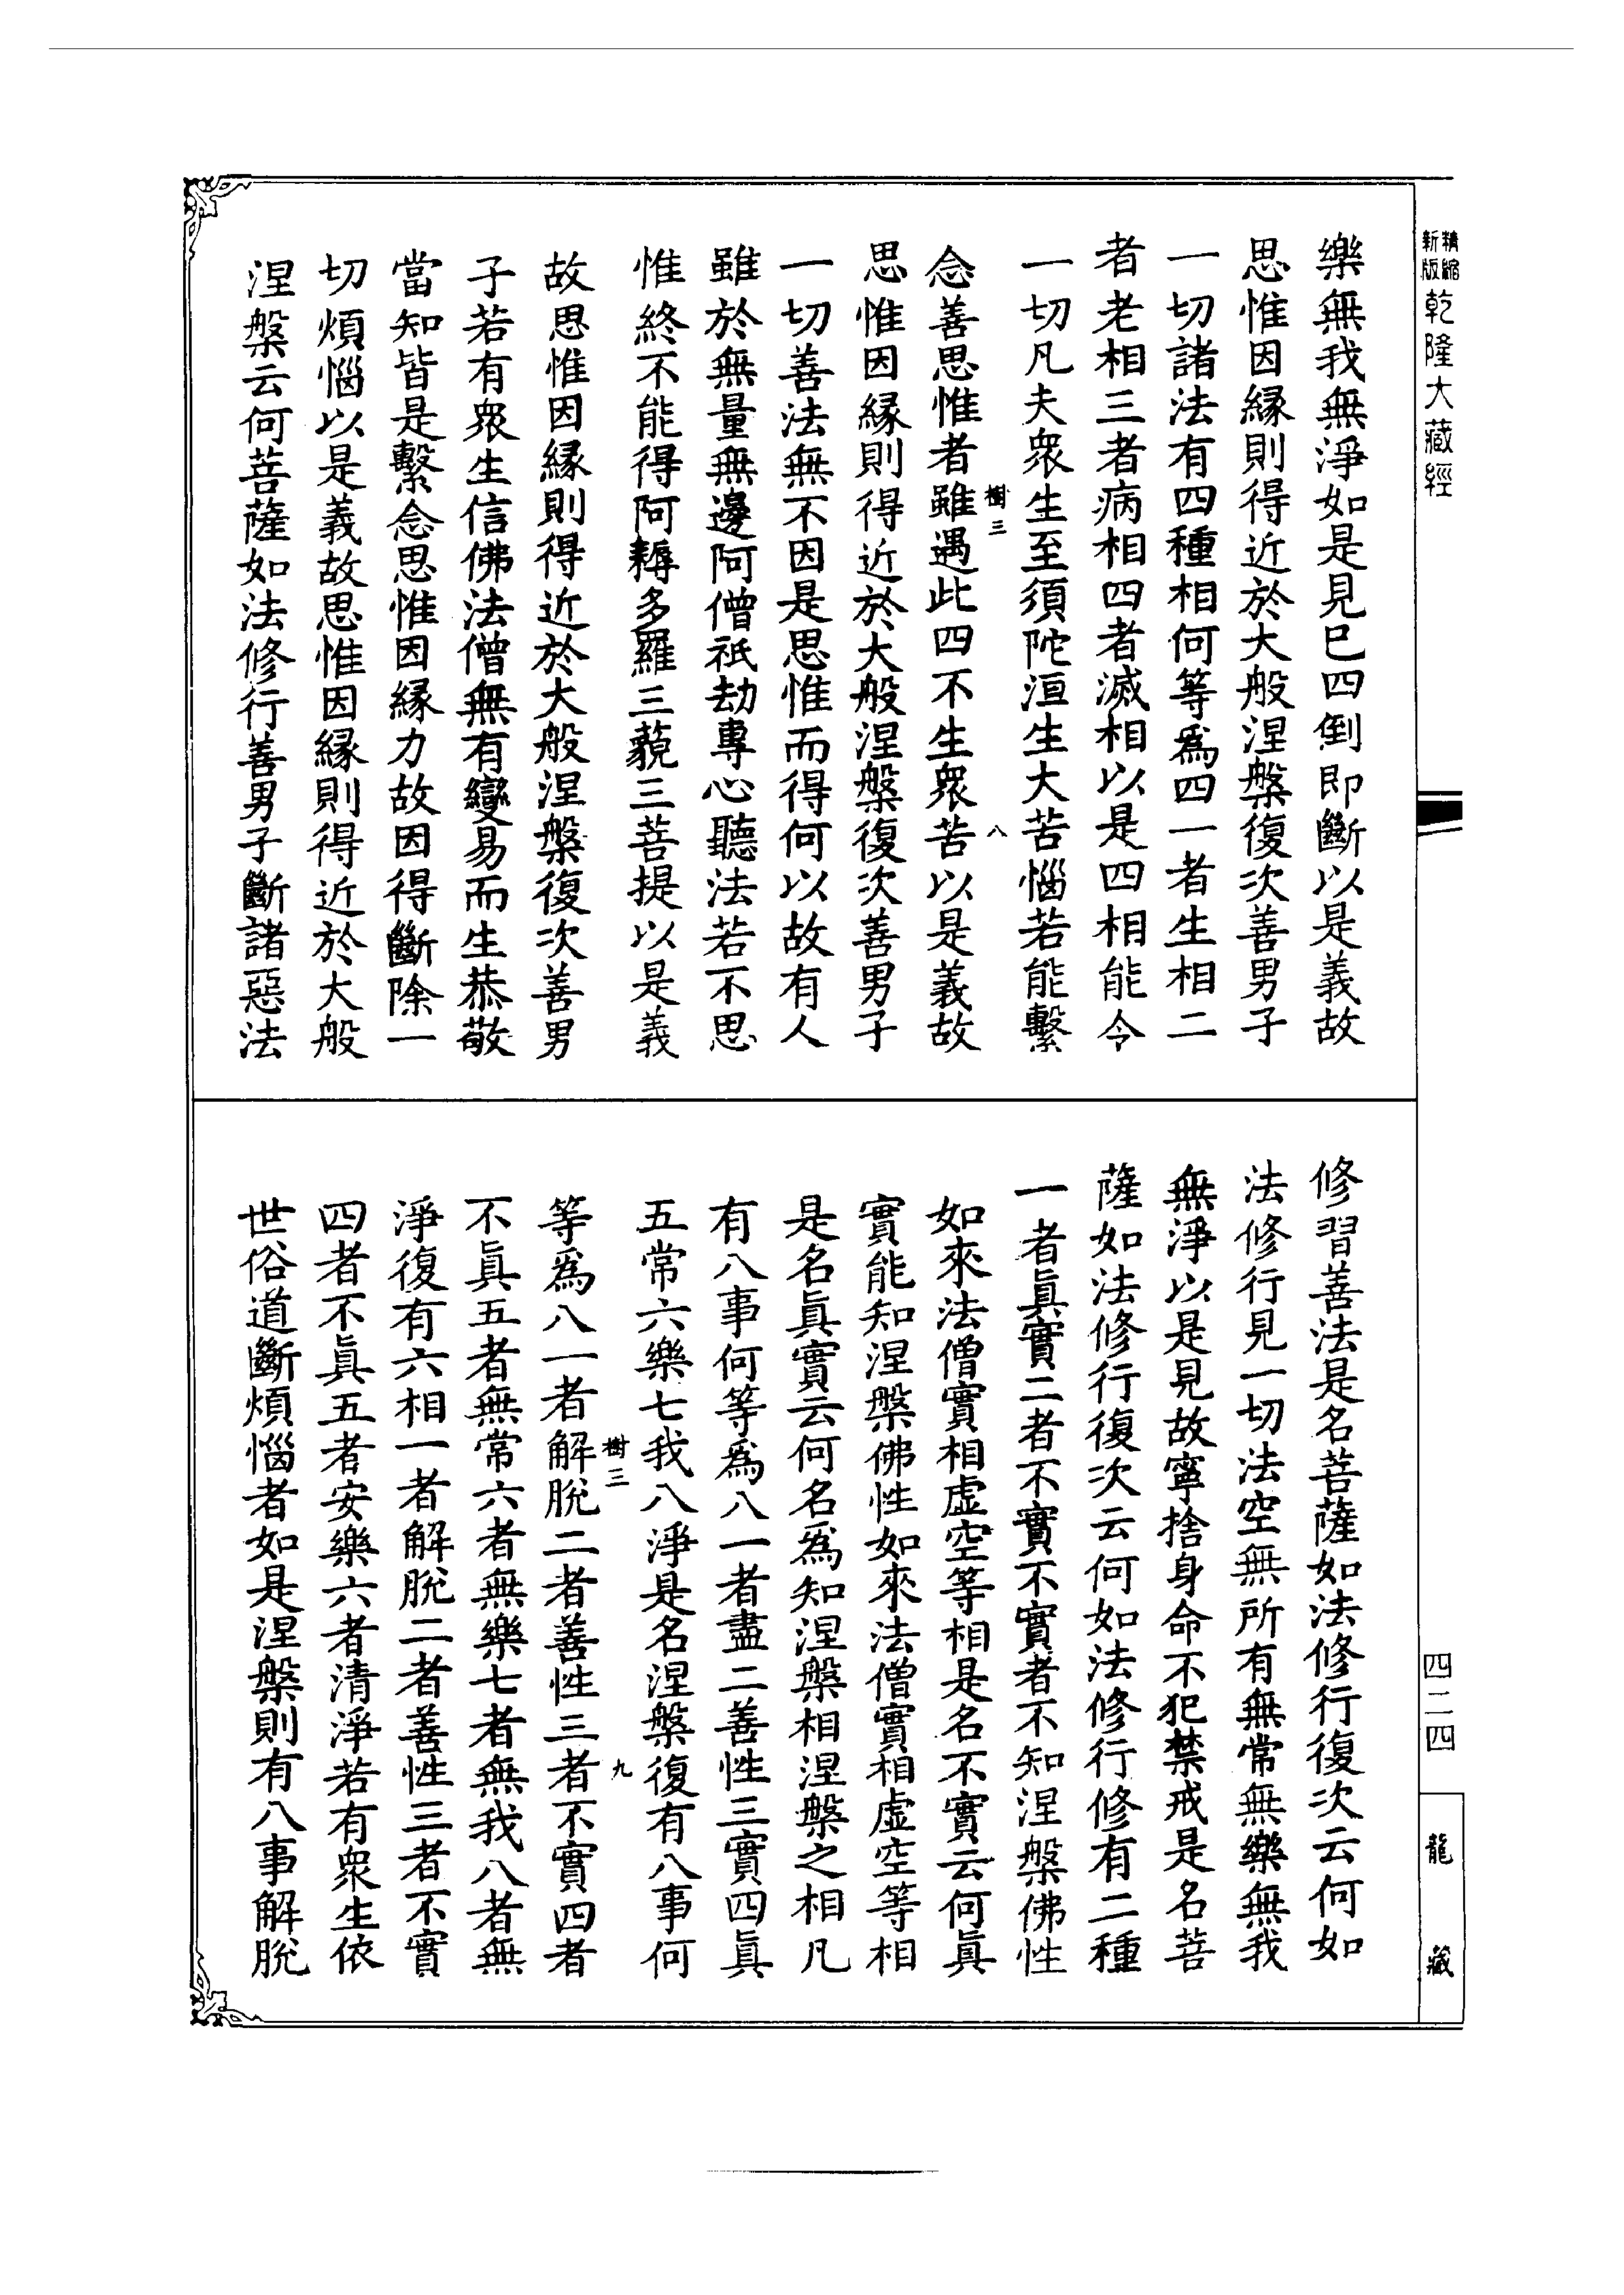 精縮新版乾隆大藏經
樂無我無淨如是見已四倒即斷以是義故
思惟因緣則得近於大般涅槃復次善男子
一切諸法有四種相何等爲四一者生相二
者老相三者病相四者滅相以是四相能令
一切凡夫衆生至須陀洹生大苦惱若能繫
樹三 八
念善思惟者雖遇此四不生衆苦以是義故
思惟因緣則得近於大般涅槃復次善男子
一切善法無不因是思惟而得何以故有人
雖於無量無邊阿僧祇劫專心聽法若不思
惟終不能得阿耨多羅三藐三菩提以是義
故思惟因緣則得近於大般涅槃復次善男
子若有衆生信佛法僧無有變易而生恭敬
當知皆是繫念思惟因緣力故因得斷除一
切煩惱以是義故思惟因緣則得近於大般
涅槃云何菩薩如法修行善男子斷諸惡法
修習善法是名菩薩如法修行復次云何如
法修行見一切法空無所有無常無樂無我
無淨以是見故寧捨身命不犯禁戒是名菩
薩如法修行復次云何如法修行修有二種
一者眞實二者不實不實者不知涅槃佛性
如來法僧實相虛空等相是名不實云何眞
實能知涅槃佛性如來法僧實相虛空等相
是名眞實云何名爲知涅槃相涅槃之相凡
有八事何等爲八一者盡二善性三實四眞
五常六樂七我八淨是名涅槃復有八事何
樹三 九
等爲八一者解脫二者善性三者不實四者
不眞五者無常六者無樂七者無我八者無
淨復有六相一者解脫二者善性三者不實
四者不眞五者安樂六者清淨若有衆生依
世俗道斷煩惱者如是涅槃則有八事解脫
四二四
龍藏